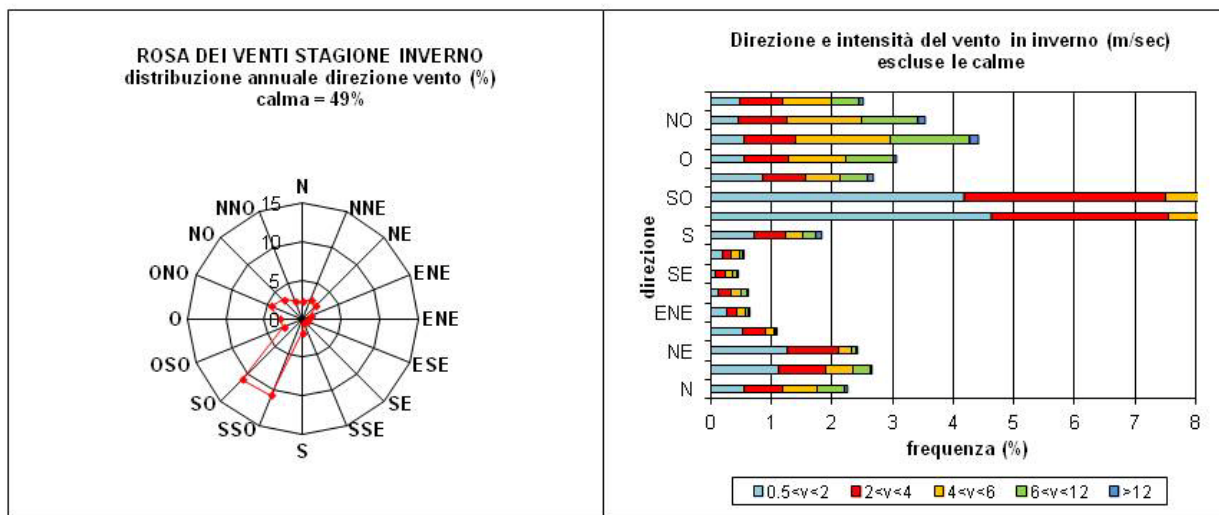 ROSA DEI VENTI STAGIONE INVERNO
distribuzione annuale direzione vento (%)
calma = 49%
N
NNE
NE
ENE
ENE
ESE
SE
SSE
S
SSO
SO
OSO
O
ONO
NO
NNO
15
10
5
0
Direzione e intensità del vento in inverno (m/sec)
escluse le calme
direzione
NO
O
SO
S
SE
ENE
NE
N
0 1 2 3 4 5 6 7 8
frequenza (%)
0.5<v<2 2<v<4 4<v<6 6<v<12 >12